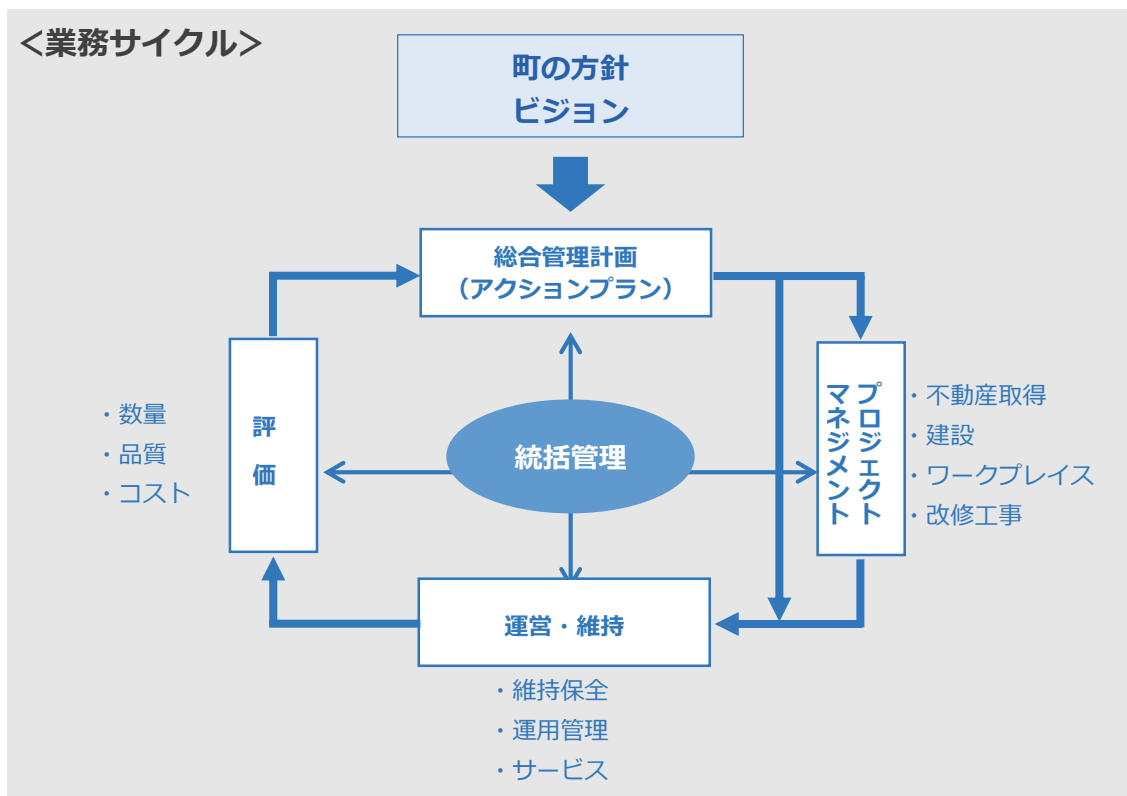 ＜業務サイクル＞
町の方針
ビジョン
総合管理計画
（アクションプラン）
評価
・数量
・品質
・コスト
統括管理
プロジェクト
マネジメント
・不動産取得
・建設
・ワークプレイス
・改修工事
運営・維持
・維持保全
・運用管理
・サービス